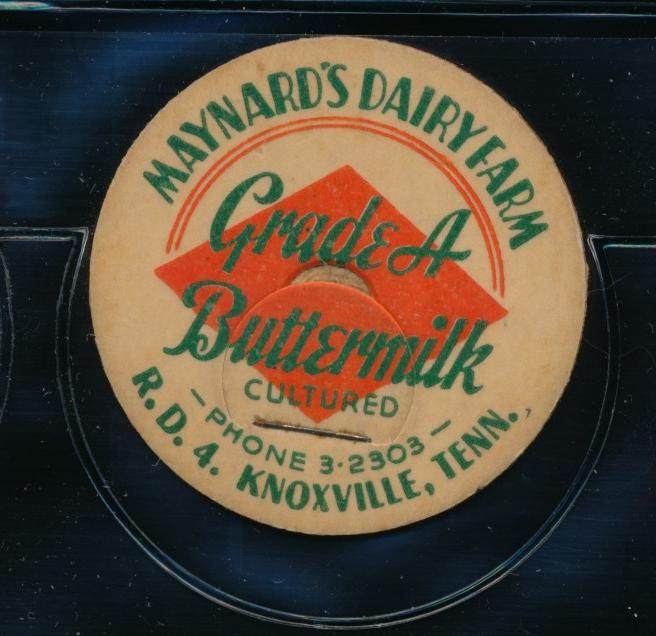 MAYNARD'S DAIRY FARM
Grade A
Buttermilk
CULTURED
- PHONE 3-2303 -
R.D.4. KNOXVILLE, TENN.,